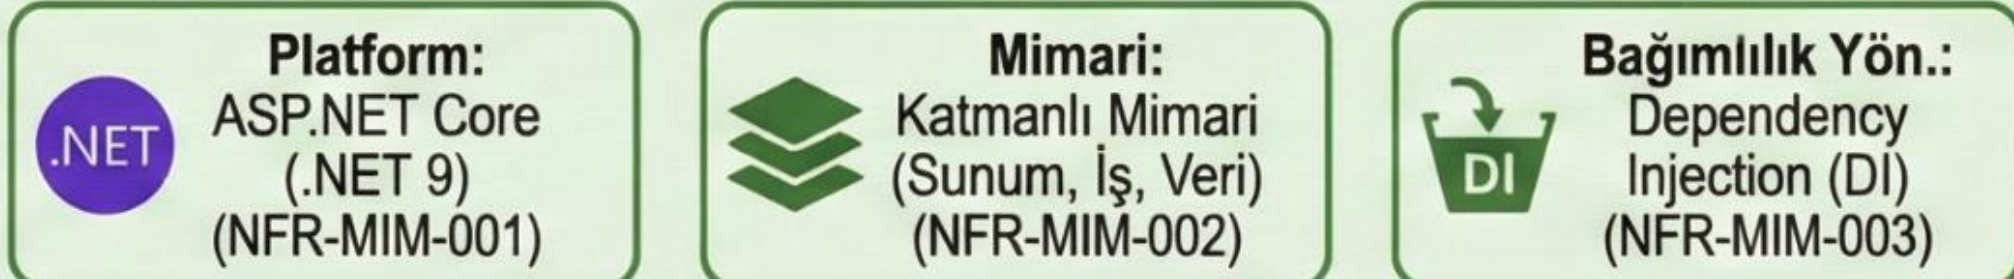 .NET
Platform:
ASP.NET Core
(.NET 9)
(NFR-MIM-001)
Mimari:
Katmanlı Mimari
(Sunum, İş, Veri)
(NFR-MIM-002)
DI
Bağımlılık Yön.:
Dependency
Injection (DI)
(NFR-MIM-003)